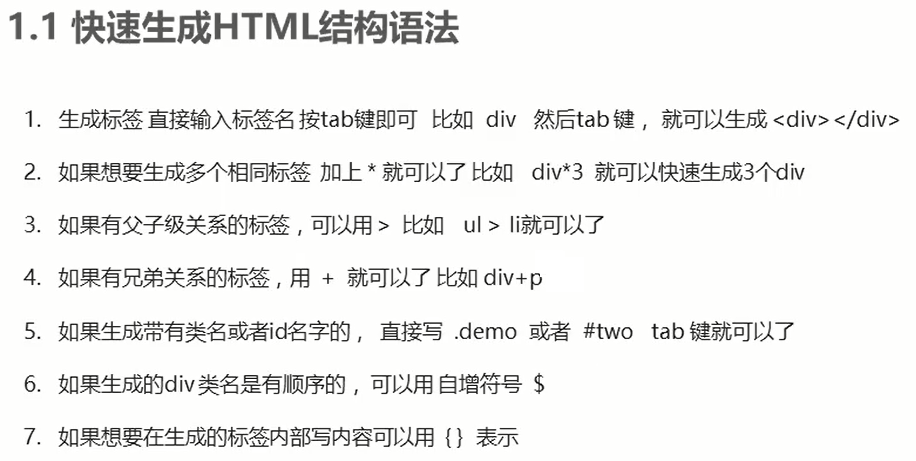 1.1 快速生成HTML结构语法
1. 生成标签 直接输入标签名 按tab键即可 比如 div 然后tab 键， 就可以生成 <div></div>
2. 如果想要生成多个相同标签 加上 * 就可以了 比如 div*3 就可以快速生成3个div
3. 如果有父子级关系的标签，可以用 > 比如 ul > li就可以了
4. 如果有兄弟关系的标签，用 + 就可以了 比如 div+p
5. 如果生成带有类名或者id名字的， 直接写 .demo 或者 #two tab 键就可以了
6. 如果生成的div 类名是有顺序的， 可以用 自增符号 $
7. 如果想要在生成的标签内部写内容可以用 { } 表示